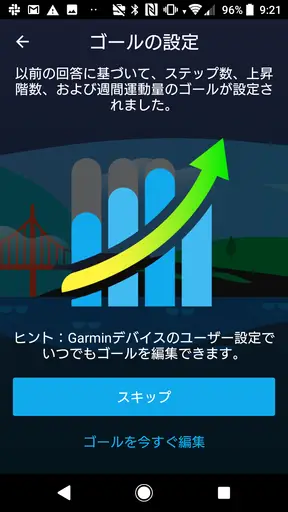 96% 9:21
ゴールの設定
以前の回答に基づいて、ステップ数、上昇
階数、および週間運動量のゴールが設定さ
れました。
ヒント：Garminデバイスのユーザー設定で
いつでもゴールを編集できます。
スキップ
ゴールを今すぐ編集